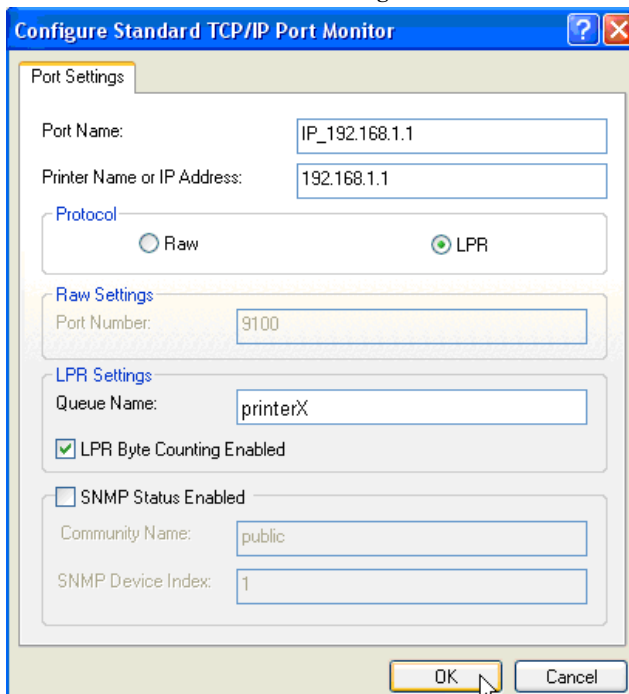 Configure Standard TCP/IP Port Monitor
Port Settings
Port Name: IP_192.168.1.1
Printer Name or IP Address: 192.168.1.1
Protocol
Raw LPR
Raw Settings
Port Number: 9100
LPR Settings
Queue Name: printerX
LPR Byte Counting Enabled
SNMP Status Enabled
Community Name: public
SNMP Device Index: 1
OK Cancel